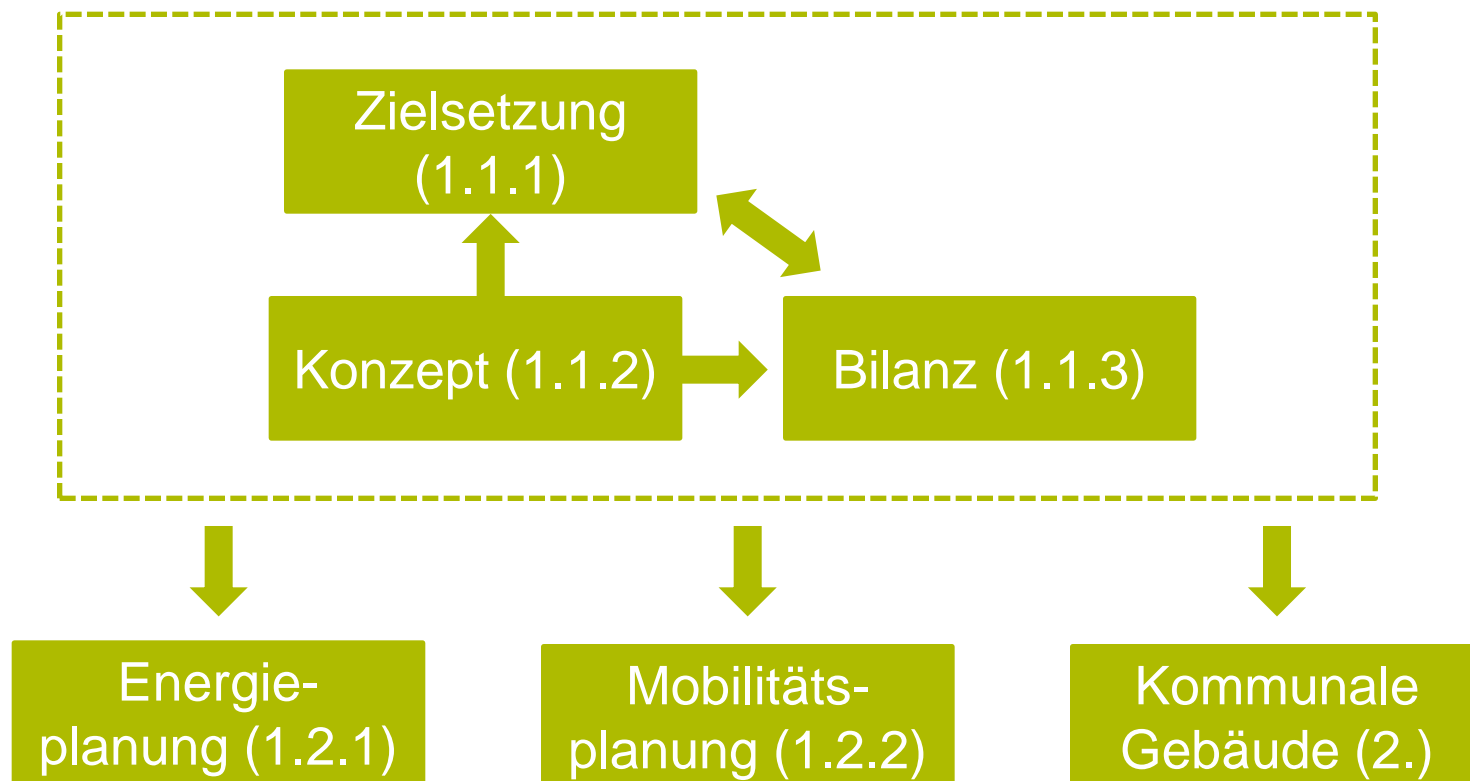 Zielsetzung
(1.1.1)
Konzept (1.1.2)
Bilanz (1.1.3)
Energie-
planung (1.2.1)
Mobilitäts-
planung (1.2.2)
Kommunale
Gebäude (2.)